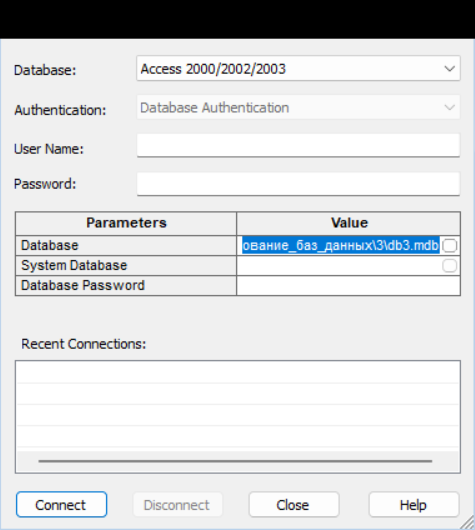 Database: Access 2000/2002/2003
Authentication: Database Authentication
User Name:
Password:
Parameters Value
Database ование_баз_данных\3\db3.mdb
System Database
Database Password
Recent Connections:
Connect Disconnect Close Help